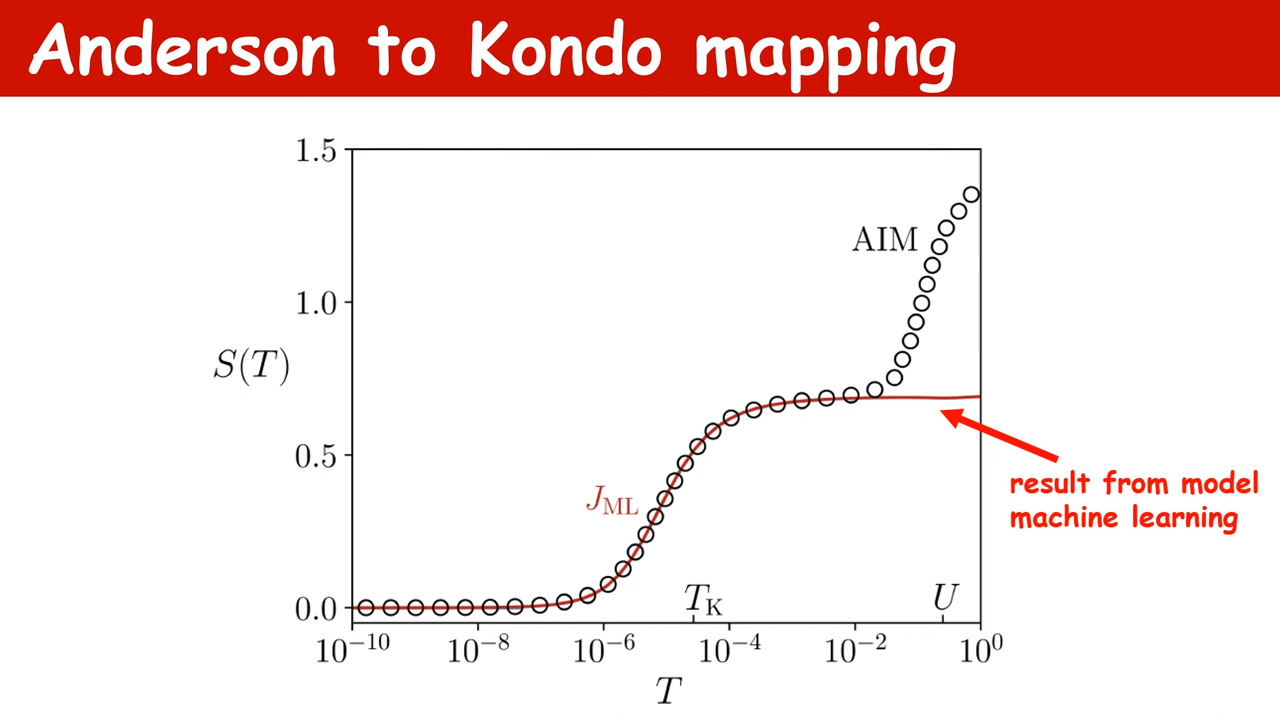 Anderson to Kondo mapping
1.5
1.0
0.5
0.0
S(T)
AIM
J_ML
result from model
machine learning
T_K
U
10^−10
10^−8
10^−6
10^−4
10^−2
10^0
T